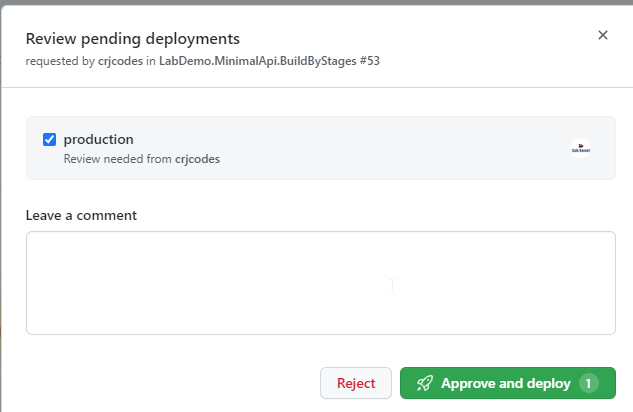 Review pending deployments
requested by crjcodes in LabDemo.MinimalApi.BuildByStages #53
production
Review needed from crjcodes
Leave a comment
Reject
Approve and deploy 1